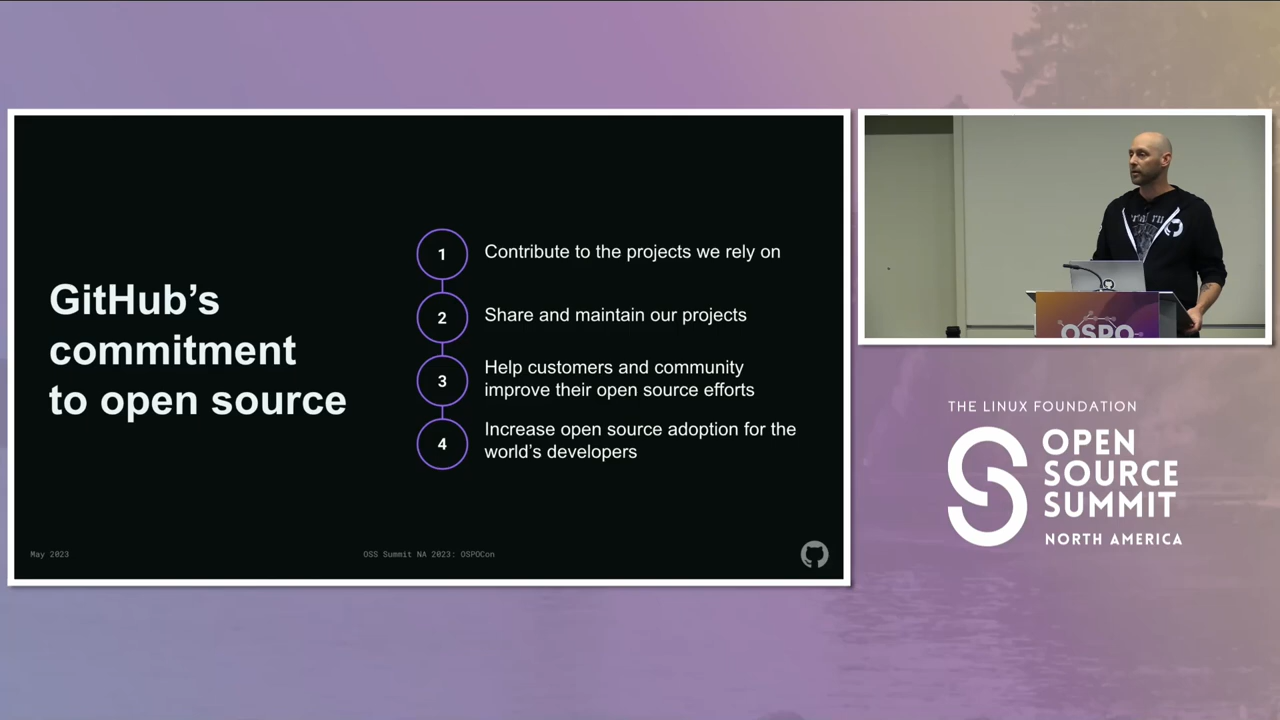 GitHub’s
commitment
to open source
1
Contribute to the projects we rely on
2
Share and maintain our projects
3
Help customers and community
improve their open source efforts
4
Increase open source adoption for the
world’s developers
May 2023
OSS Summit NA 2023: OSPOCon
OSPO
THE LINUX FOUNDATION
OPEN
SOURCE
SUMMIT
NORTH AMERICA